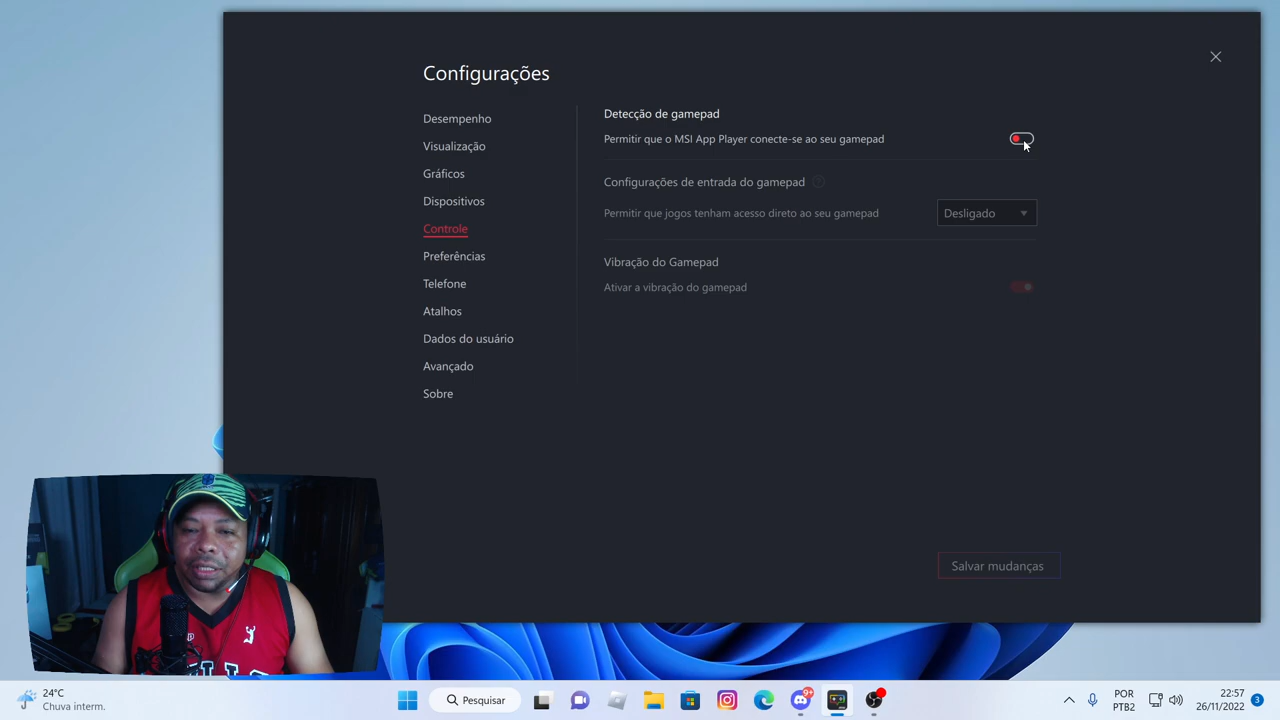 Configurações
Desempenho
Visualização
Gráficos
Dispositivos
Controle
Preferências
Telefone
Atalhos
Dados do usuário
Avançado
Sobre
Detecção de gamepad
Permitir que o MSI App Player conecte-se ao seu gamepad
Configurações de entrada do gamepad ?
Permitir que jogos tenham acesso direto ao seu gamepad
Desligado
Vibração do Gamepad
Ativar a vibração do gamepad
Salvar mudanças
24°C
Chuva interm.
Pesquisar
9+
POR
PTB2
22:57
26/11/2022
3